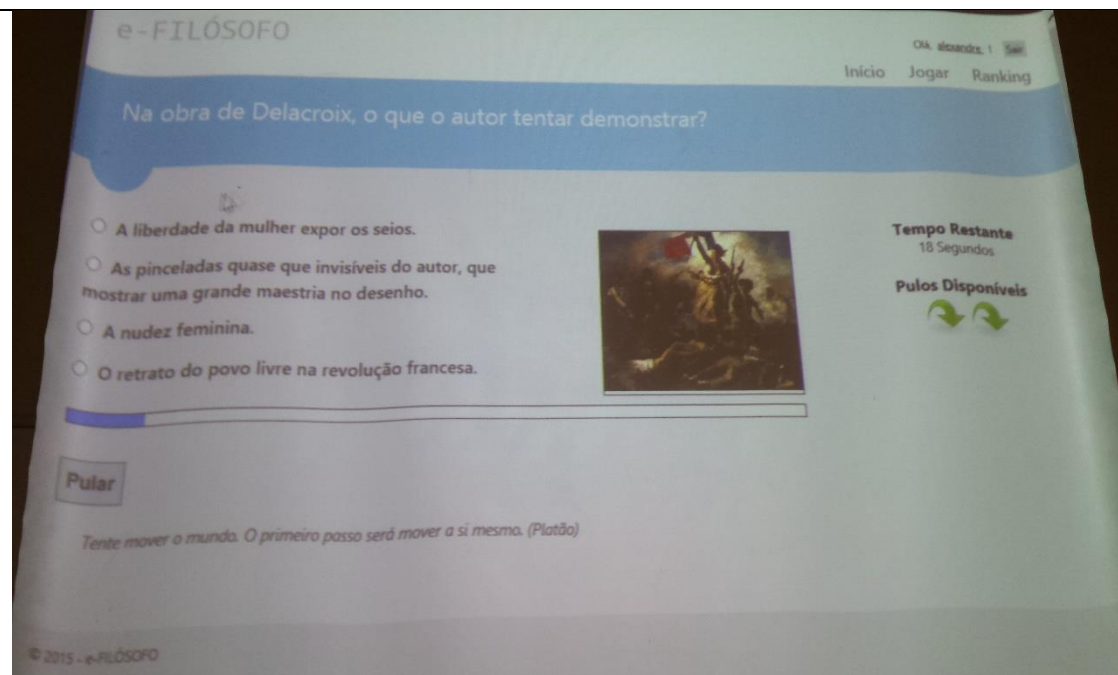 e-FILÓSOFO
Olá, alexandre, ! Sair
Início Jogar Ranking
Na obra de Delacroix, o que o autor tentar demonstrar?
A liberdade da mulher expor os seios.
As pinceladas quase que invisíveis do autor, que
mostrar uma grande maestria no desenho.
A nudez feminina.
O retrato do povo livre na revolução francesa.
Tempo Restante
18 Segundos
Pulos Disponíveis
Pular
Tente mover o mundo. O primeiro passo será mover a si mesmo. (Platão)
© 2015 - e-FILÓSOFO